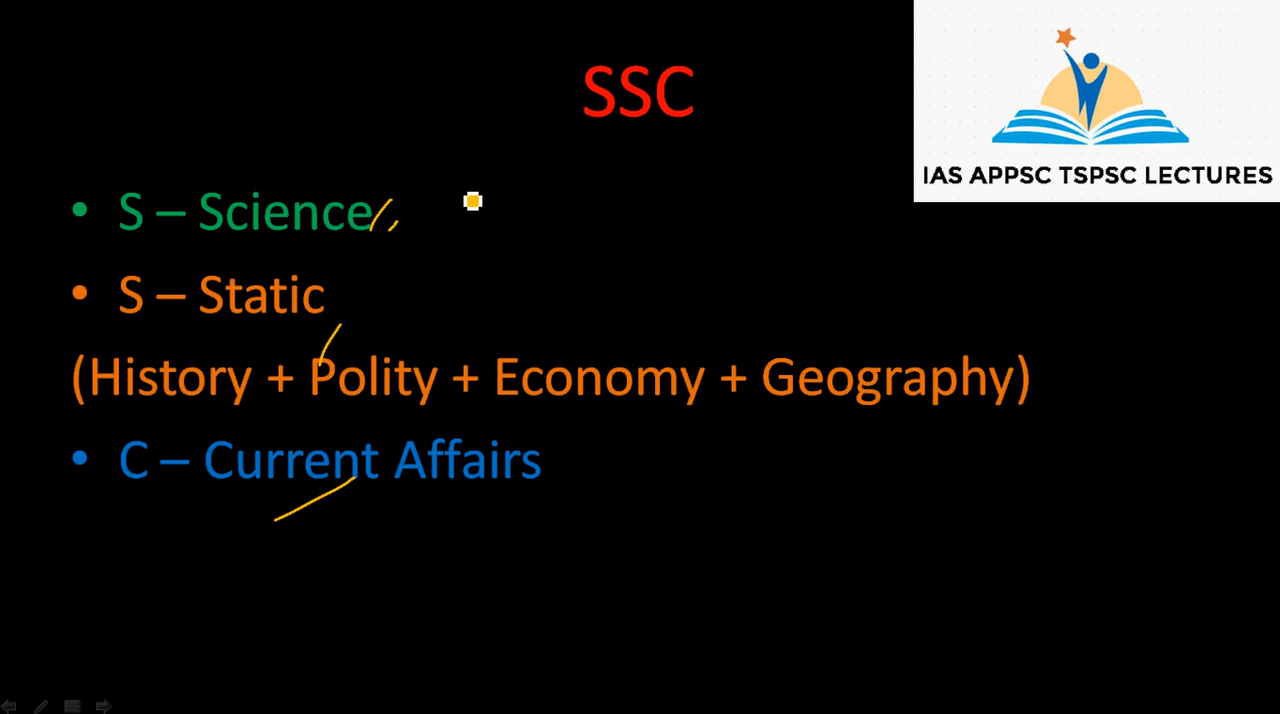 SSC
IAS APPSC TSPSC LECTURES
• S – Science
• S – Static
(History + Polity + Economy + Geography)
• C – Current Affairs